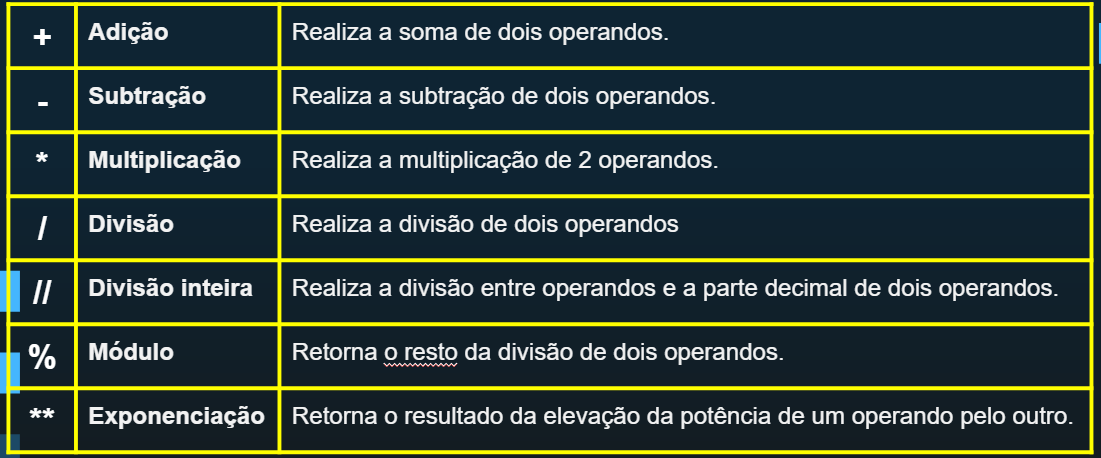 + Adição Realiza a soma de dois operandos.
- Subtração Realiza a subtração de dois operandos.
* Multiplicação Realiza a multiplicação de 2 operandos.
/ Divisão Realiza a divisão de dois operandos
// Divisão inteira Realiza a divisão entre operandos e a parte decimal de dois operandos.
% Módulo Retorna o resto da divisão de dois operandos.
** Exponenciação Retorna o resultado da elevação da potência de um operando pelo outro.